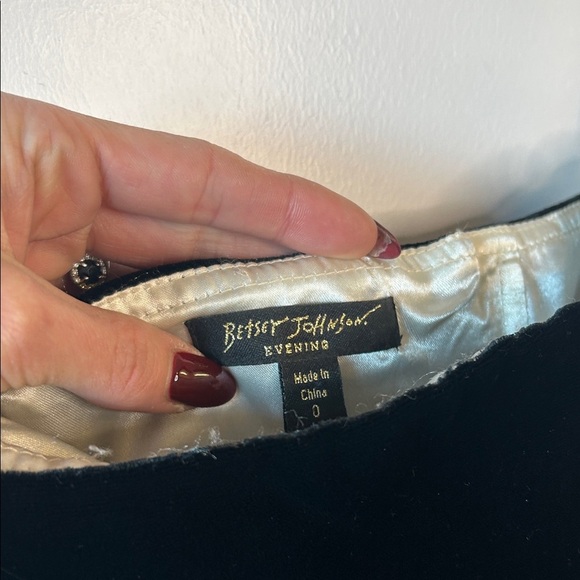 BETSEY JOHNSON.
EVENING
Made in
China
0